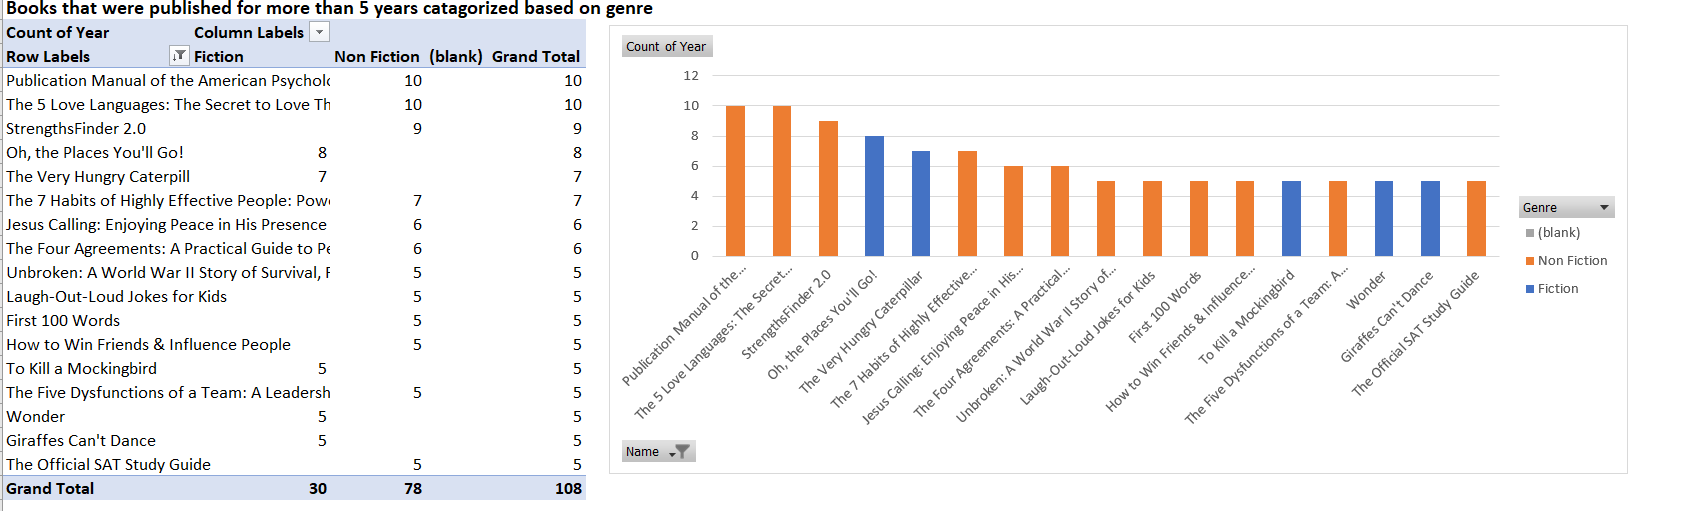 Books that were published for more than 5 years catagorized based on genre
Count of Year Column Labels
Row Labels Fiction Non Fiction (blank) Grand Total
Publication Manual of the American Psycholo 10 10
The 5 Love Languages: The Secret to Love Th 10 10
StrengthsFinder 2.0 9 9
Oh, the Places You'll Go! 8 8
The Very Hungry Caterpill 7 7
The 7 Habits of Highly Effective People: Pow 7 7
Jesus Calling: Enjoying Peace in His Presence 6 6
The Four Agreements: A Practical Guide to Pe 6 6
Unbroken: A World War II Story of Survival, F 5 5
Laugh-Out-Loud Jokes for Kids 5 5
First 100 Words 5 5
How to Win Friends & Influence People 5 5
To Kill a Mockingbird 5 5
The Five Dysfunctions of a Team: A Leadersh 5 5
Wonder 5 5
Giraffes Can't Dance 5 5
The Official SAT Study Guide 5 5
Grand Total 30 78 108
Count of Year
12
10
8
6
4
2
0
Publication Manual of the...
The 5 Love Languages: The Secret...
StrengthsFinder 2.0
Oh, the Places You'll Go!
The Very Hungry Caterpillar
The 7 Habits of Highly Effective...
Jesus Calling: Enjoying Peace in His...
The Four Agreements: A Practical...
Unbroken: A World War II Story of...
Laugh-Out-Loud Jokes for Kids
First 100 Words
How to Win Friends & Influence...
To Kill a Mockingbird
The Five Dysfunctions of a Team: A...
Wonder
Giraffes Can't Dance
The Official SAT Study Guide
Genre
(blank)
Non Fiction
Fiction
Name